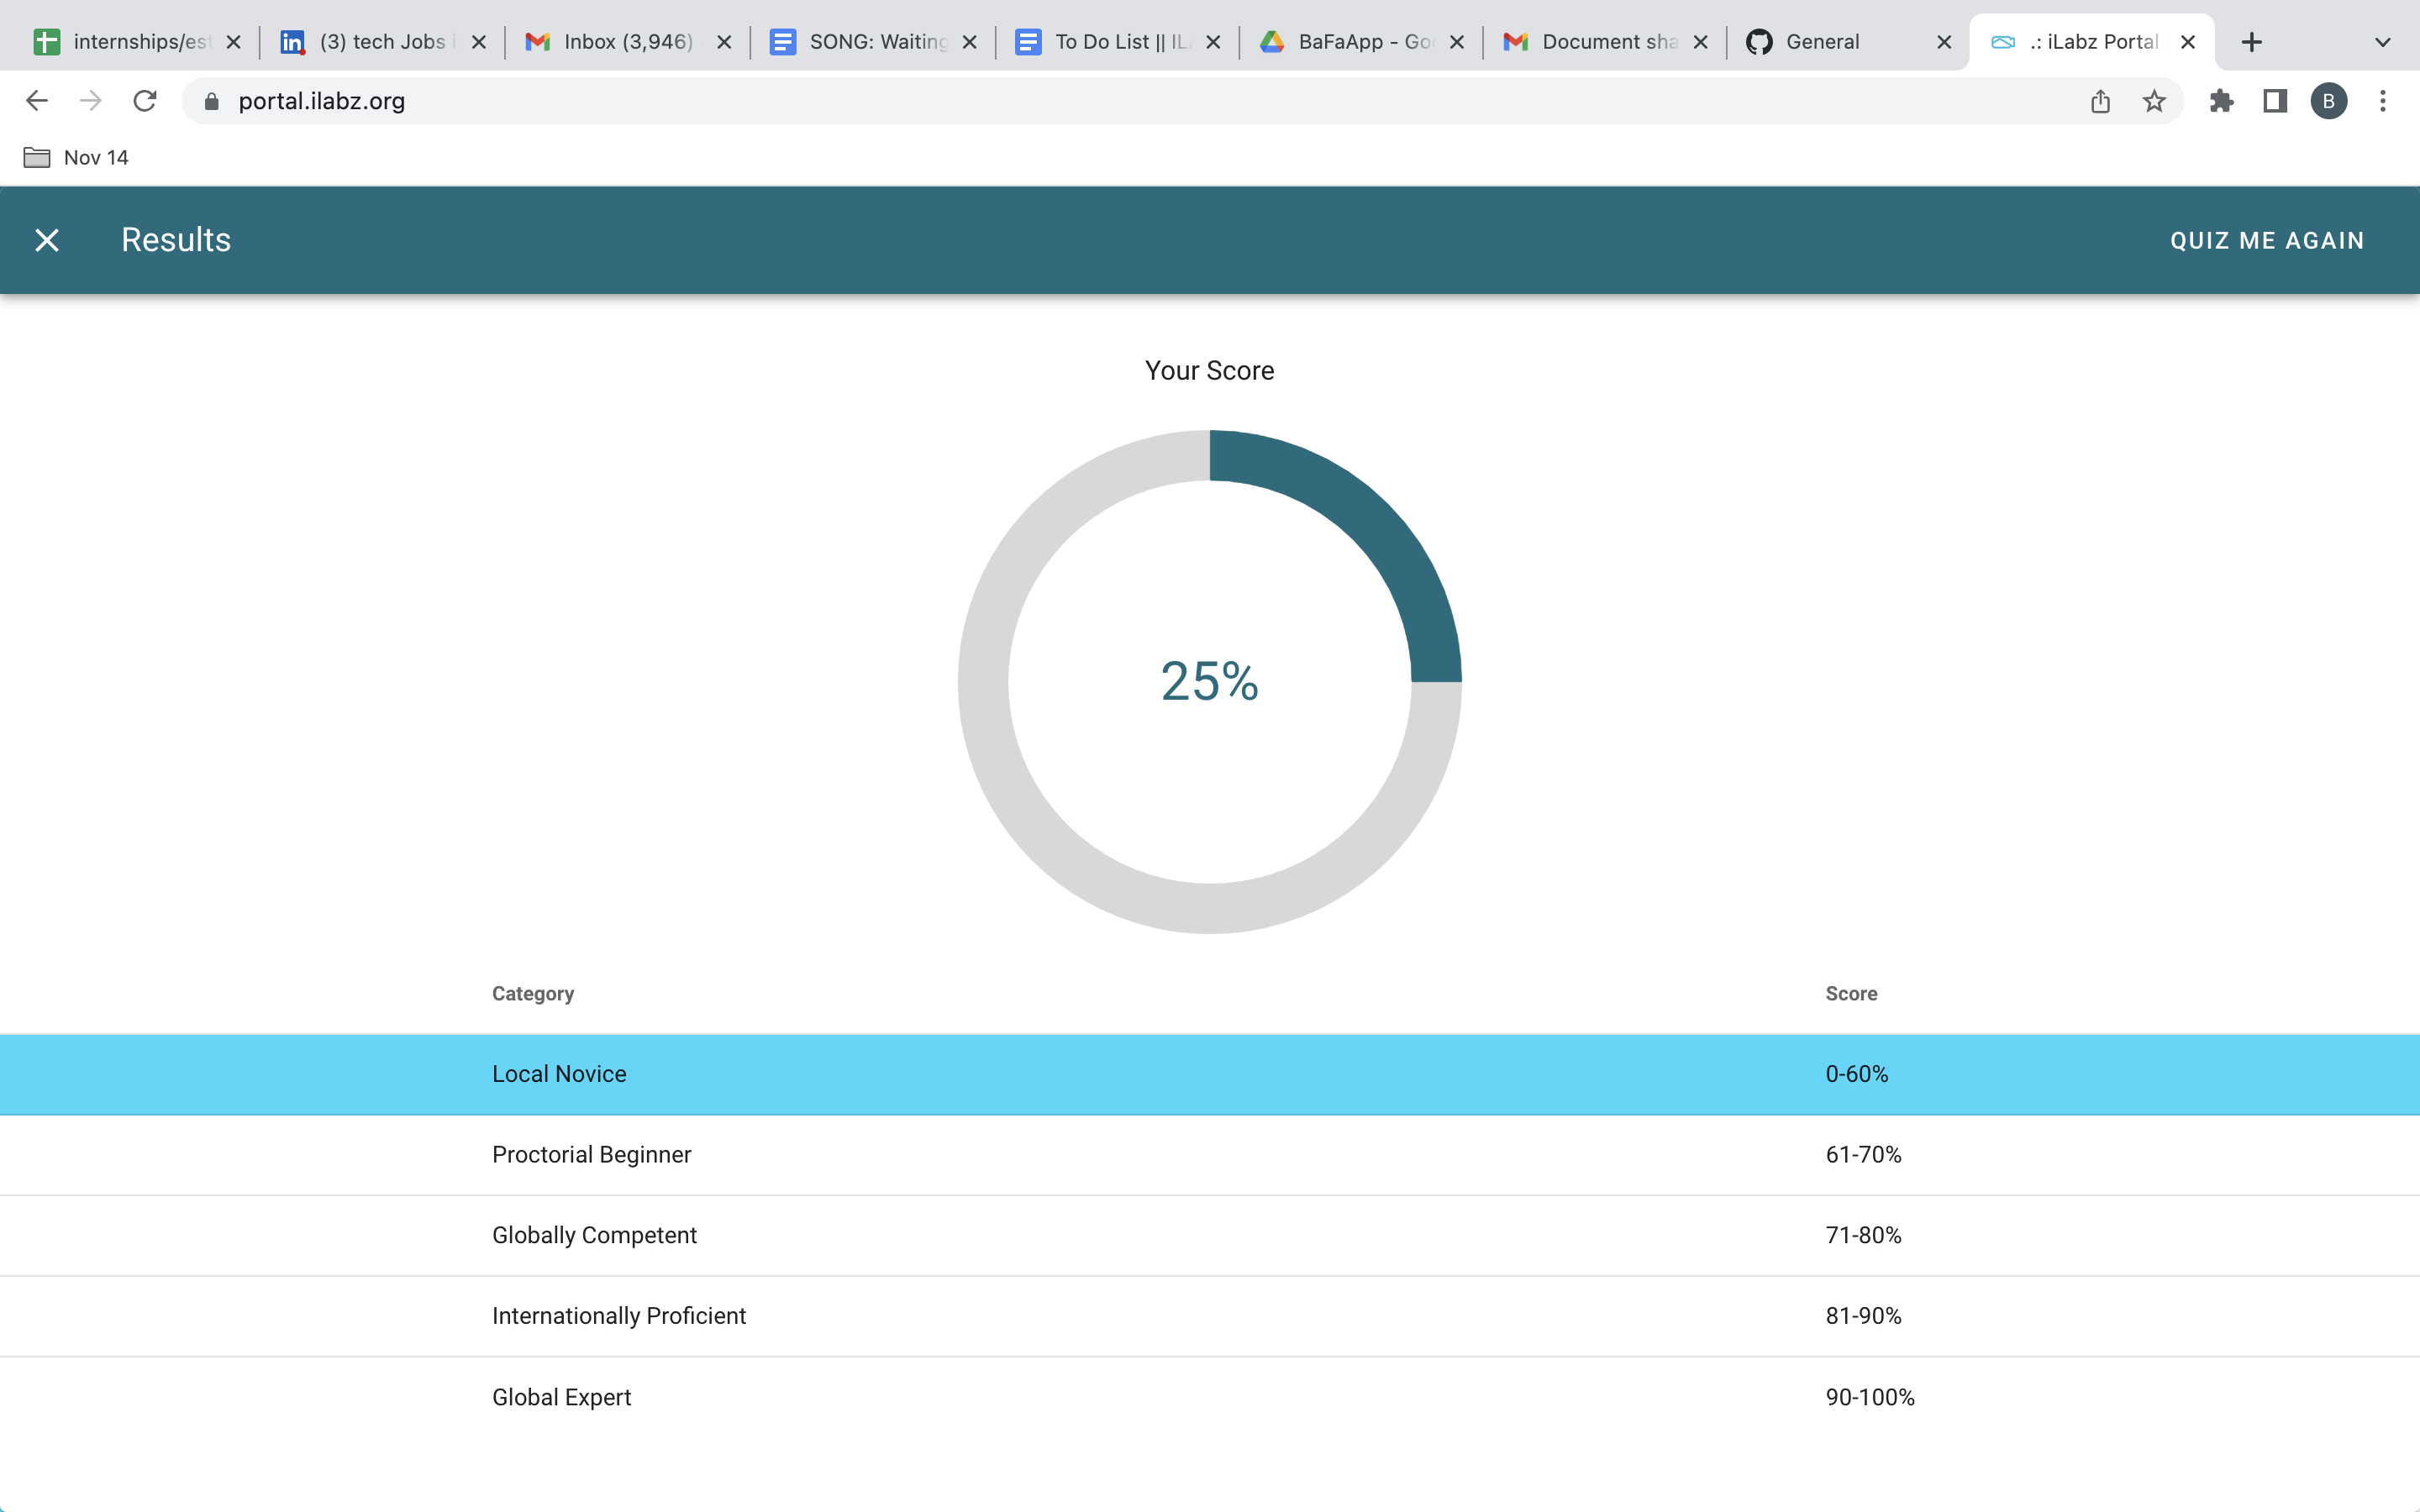 internships/est
(3) tech Jobs i
Inbox (3,946)
SONG: Waiting
To Do List || IL
BaFaApp - Goo
Document sha
General
.: iLabz Portal
portal.ilabz.org
B
Nov 14
Results
QUIZ ME AGAIN
Your Score
25%
Category Score
Local Novice 0-60%
Proctorial Beginner 61-70%
Globally Competent 71-80%
Internationally Proficient 81-90%
Global Expert 90-100%